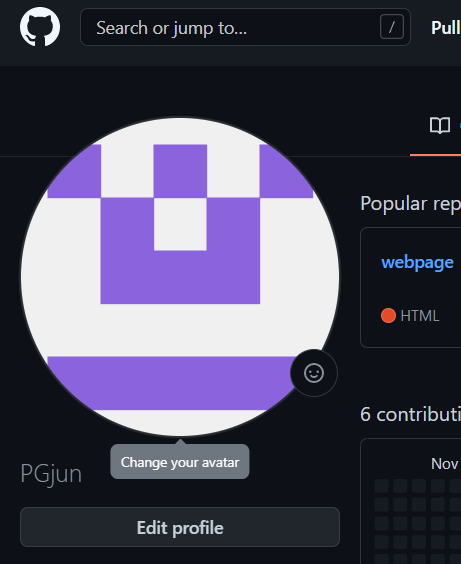 Search or jump to...
/
Pull
Popular rep
webpage
HTML
6 contributi
Nov
Change your avatar
PGjun
Edit profile